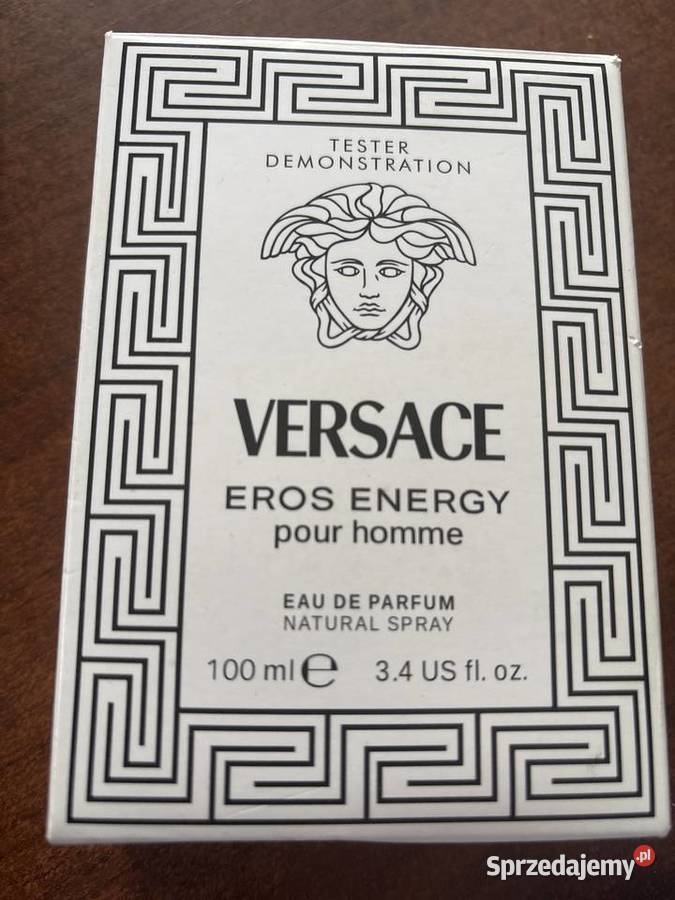 TESTER
DEMONSTRATION
VERSACE
EROS ENERGY
pour homme
EAU DE PARFUM
NATURAL SPRAY
100 ml ℮ 3.4 US fl. oz.
Sprzedajemy.pl